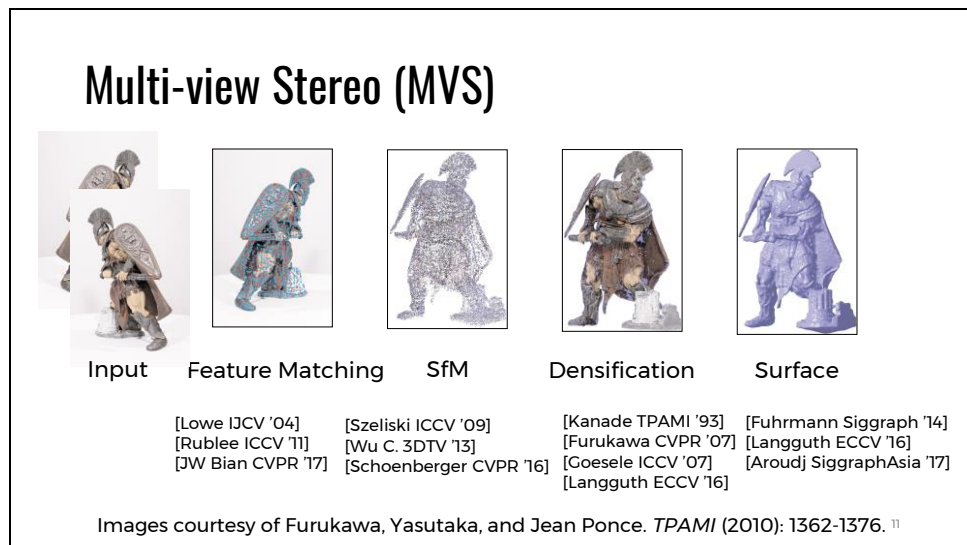 Multi-view Stereo (MVS)
Input
Feature Matching
SfM
Densification
Surface
[Lowe IJCV '04]
[Rublee ICCV '11]
[JW Bian CVPR '17]
[Szeliski ICCV '09]
[Wu C. 3DTV '13]
[Schoenberger CVPR '16]
[Kanade TPAMI '93]
[Furukawa CVPR '07]
[Goesele ICCV '07]
[Langguth ECCV '16]
[Fuhrmann Siggraph '14]
[Langguth ECCV '16]
[Aroudj SiggraphAsia '17]
Images courtesy of Furukawa, Yasutaka, and Jean Ponce. TPAMI (2010): 1362-1376.
11